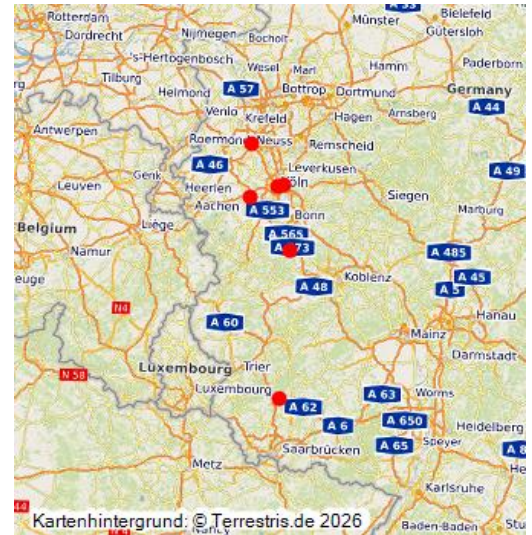 A 33
Rotterdam
Dordrecht
Nijmegen
Bocholt
Münster
Bielefeld
Gütersloh
's-Hertogenbosch
Wesel
Marl
Hamm
Paderborn
Tilburg
Helmond
A 57
Bottrop
Dortmund
Germany
Venlo
Krefeld
Hagen
Arnsberg
A 44
Antwerpen
Roermond
Neuss
Remscheid
A 46
Leverkusen
A 49
Genk
Heerlen
Köln
Leuven
Aachen
A 553
Siegen
Marburg
Liège
Bonn
Belgium
A 565
Namur
A 573
A 485
Koblenz
A 45
A 48
A 5
Hanau
N4
A 60
Mainz
Darmstadt
Luxembourg
Trier
N 58
Luxembourg
A 63
Worms
A 62
A 650
Heidelberg
A 6
Speyer
A 65
Saarbrücken
Metz
Karlsruhe
Kartenhintergrund: © Terrestris.de 2026
Nancy
Baden-Baden